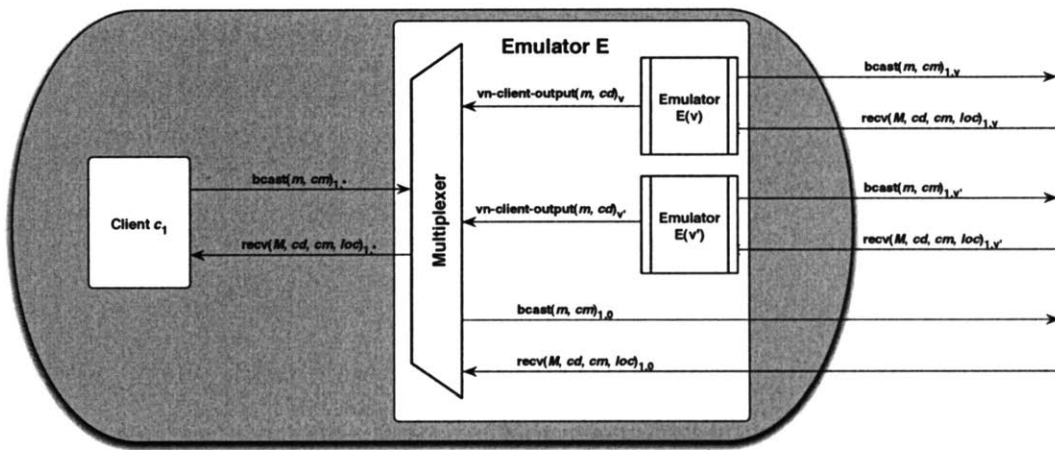 Emulator E
bcast(m, cm)1,v
vn-client-output(m, cd)v
Emulator
E(v)
recv(M, cd, cm, loc)1,v
bcast(m, cm)1,*
bcast(m, cm)1,v'
Client c1
Multiplexer
vn-client-output(m, cd)v'
Emulator
E(v')
recv(M, cd, cm, loc)1,*
recv(M, cd, cm, loc)1,v'
bcast(m, cm)1,0
recv(M, cd, cm, loc)1,0